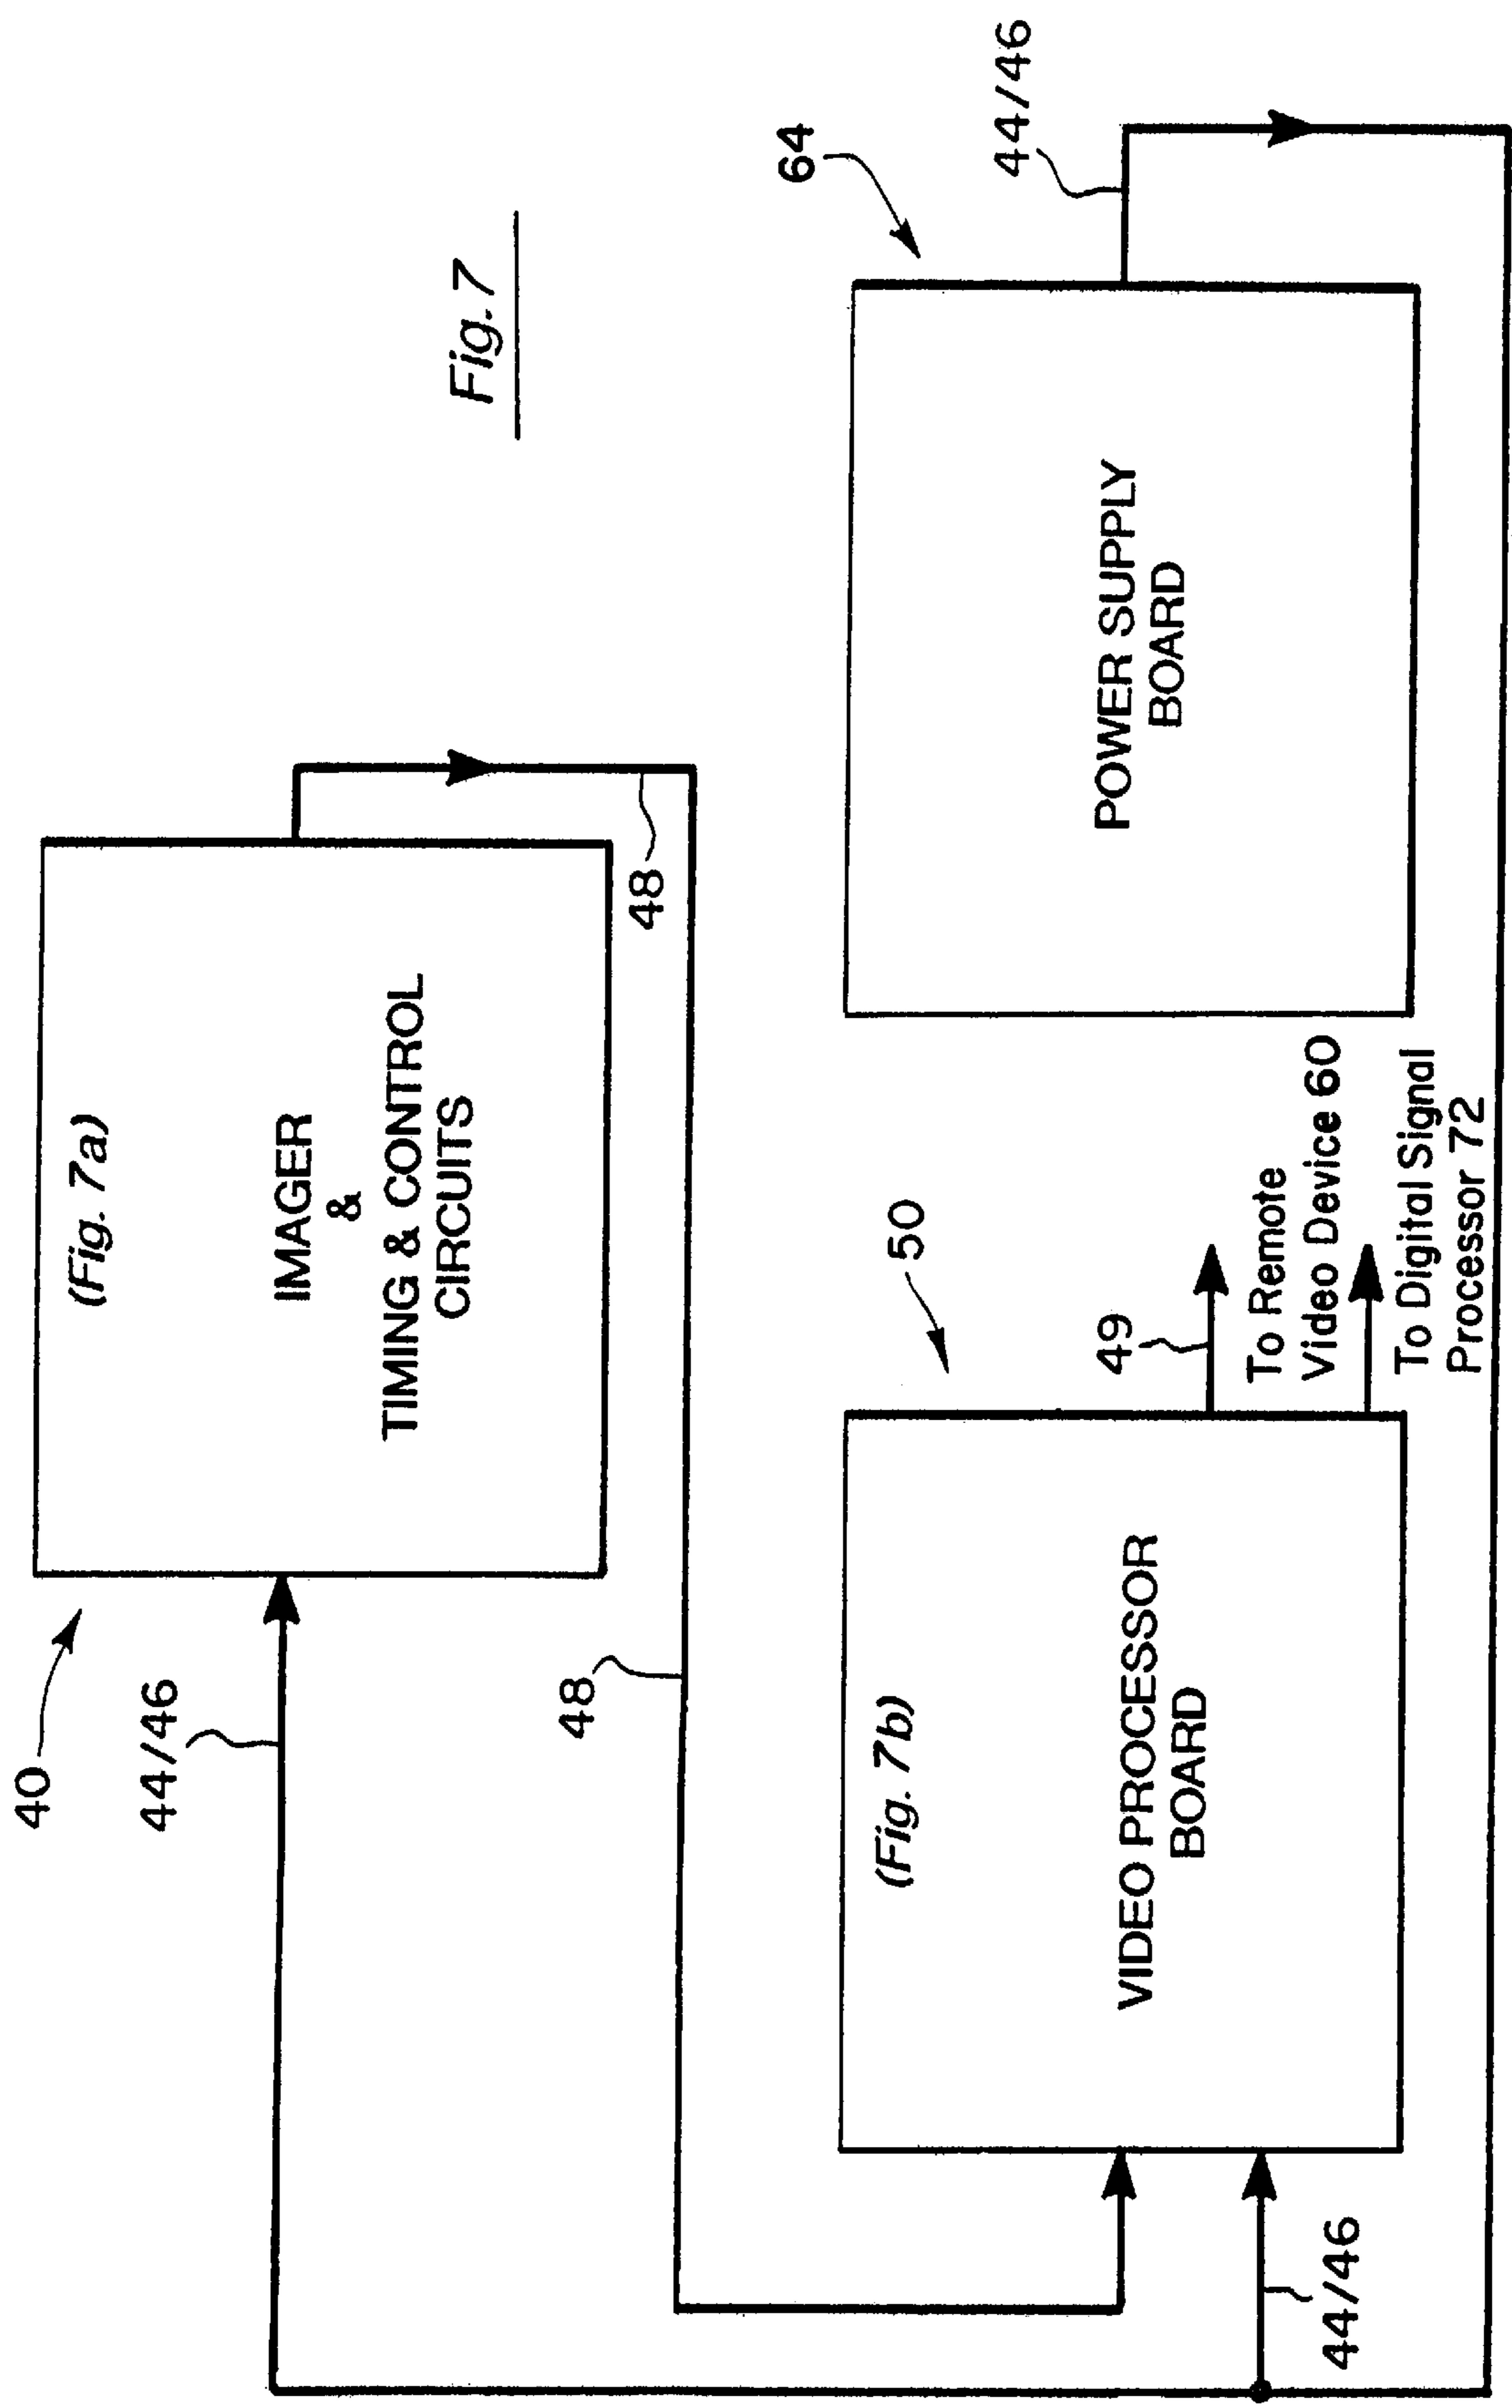 Fig. 7
40
44/46
(Fig. 7a)
IMAGER
&
TIMING & CONTROL
CIRCUITS
48
48
50
(Fig. 7b)
VIDEO PROCESSOR
BOARD
44/46
49
To Remote
Video Device 60
To Digital Signal
Processor 72
64
POWER SUPPLY
BOARD
44/46